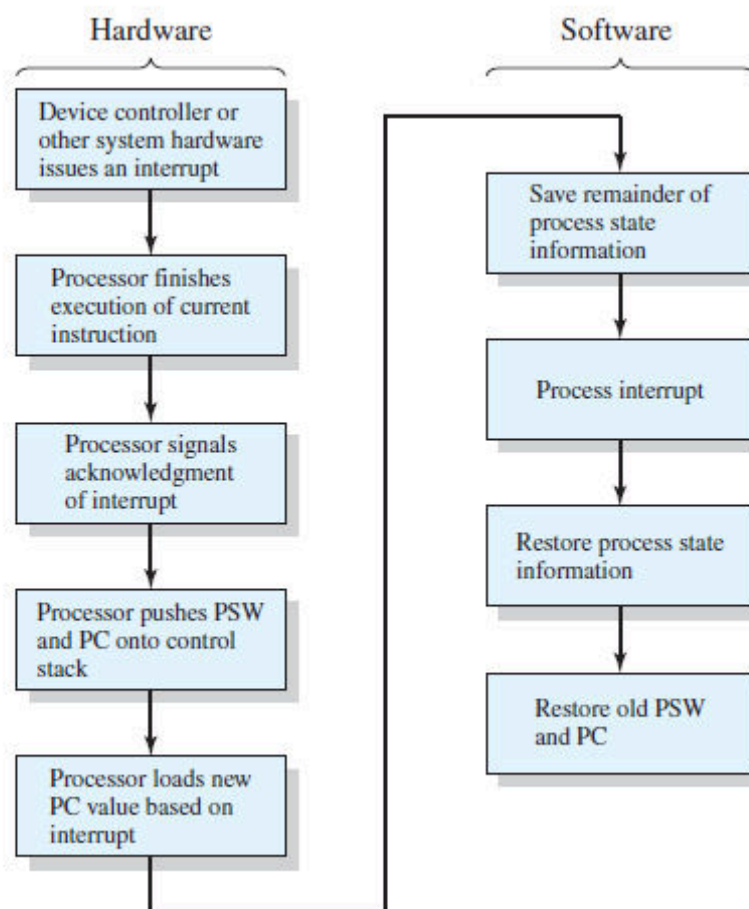 Hardware
Device controller or
other system hardware
issues an interrupt
Processor finishes
execution of current
instruction
Processor signals
acknowledgment
of interrupt
Processor pushes PSW
and PC onto control
stack
Processor loads new
PC value based on
interrupt
Software
Save remainder of
process state
information
Process interrupt
Restore process state
information
Restore old PSW
and PC